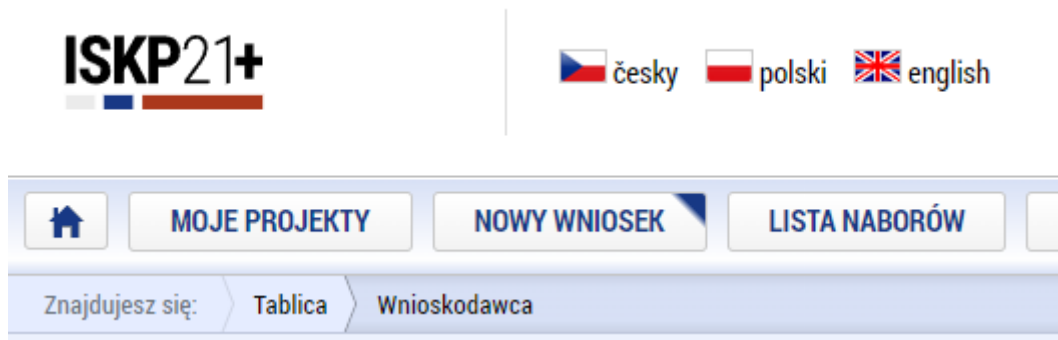 ISKP21+
česky polski english
MOJE PROJEKTY NOWY WNIOSEK LISTA NABORÓW
Znajdujesz się: Tablica Wnioskodawca